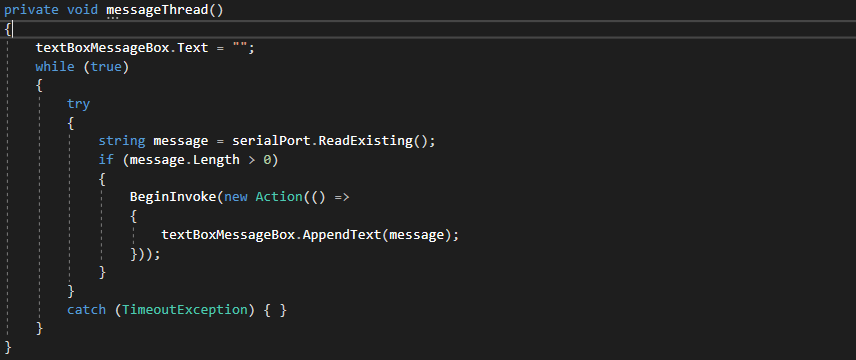 private void messageThread()
{
    textBoxMessageBox.Text = "";
    while (true)
    {
        try
        {
            string message = serialPort.ReadExisting();
            if (message.Length > 0)
            {
                BeginInvoke(new Action(() =>
                {
                    textBoxMessageBox.AppendText(message);
                }));
            }
        }
        catch (TimeoutException) { }
    }
}